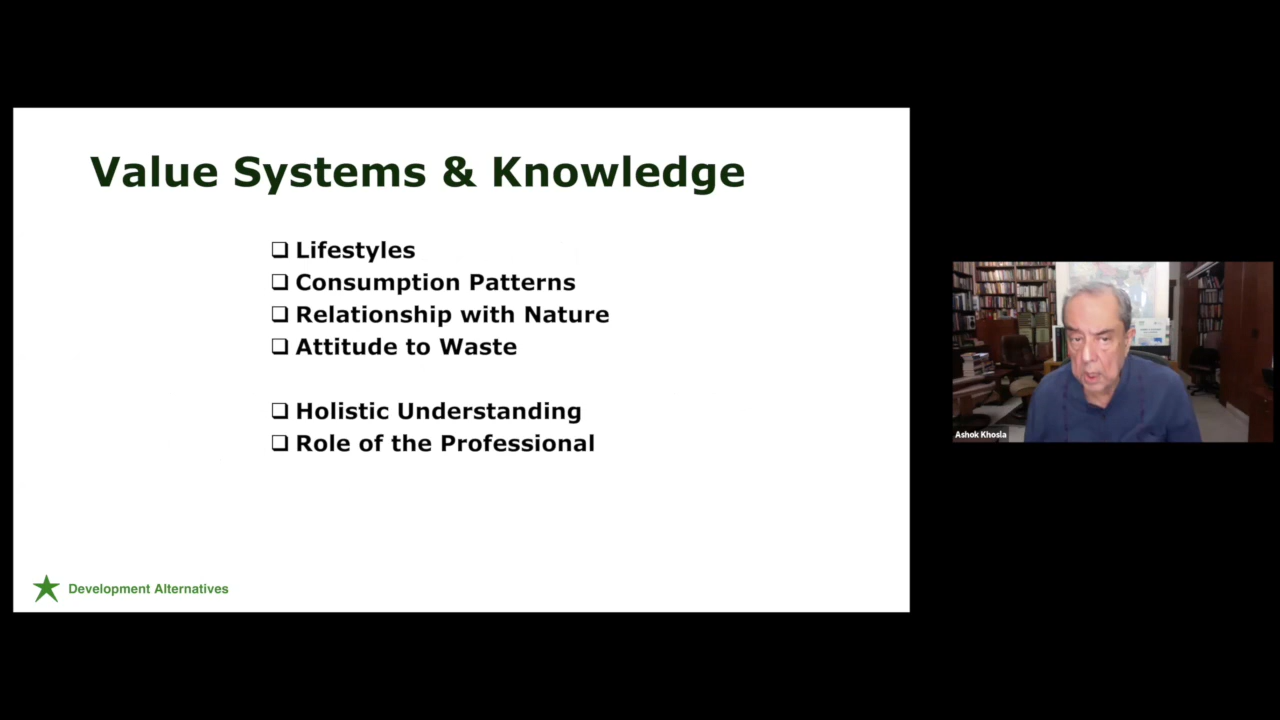 Value Systems & Knowledge
❑ Lifestyles
❑ Consumption Patterns
❑ Relationship with Nature
❑ Attitude to Waste
❑ Holistic Understanding
❑ Role of the Professional
Development Alternatives
Ashok Khosla